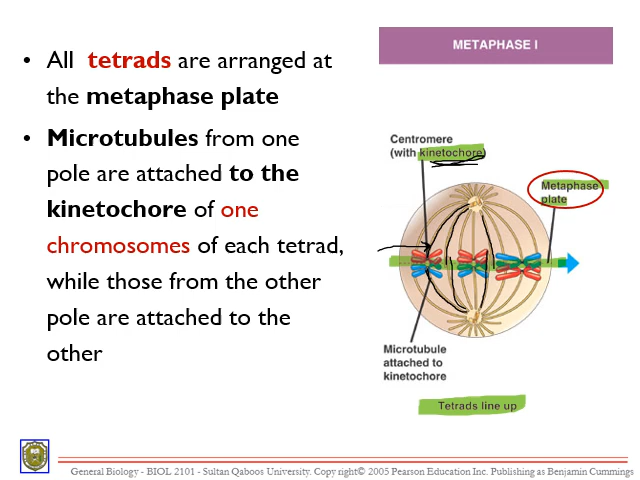 • All tetrads are arranged at
the metaphase plate
• Microtubules from one
pole are attached to the
kinetochore of one
chromosomes of each tetrad,
while those from the other
pole are attached to the
other
METAPHASE I
Centromere
(with kinetochore)
Metaphase
plate
Microtubule
attached to
kinetochore
Tetrads line up
General Biology - BIOL 2101 - Sultan Qaboos University. Copyright© 2005 Pearson Education Inc. Publishing as Benjamin Cummings